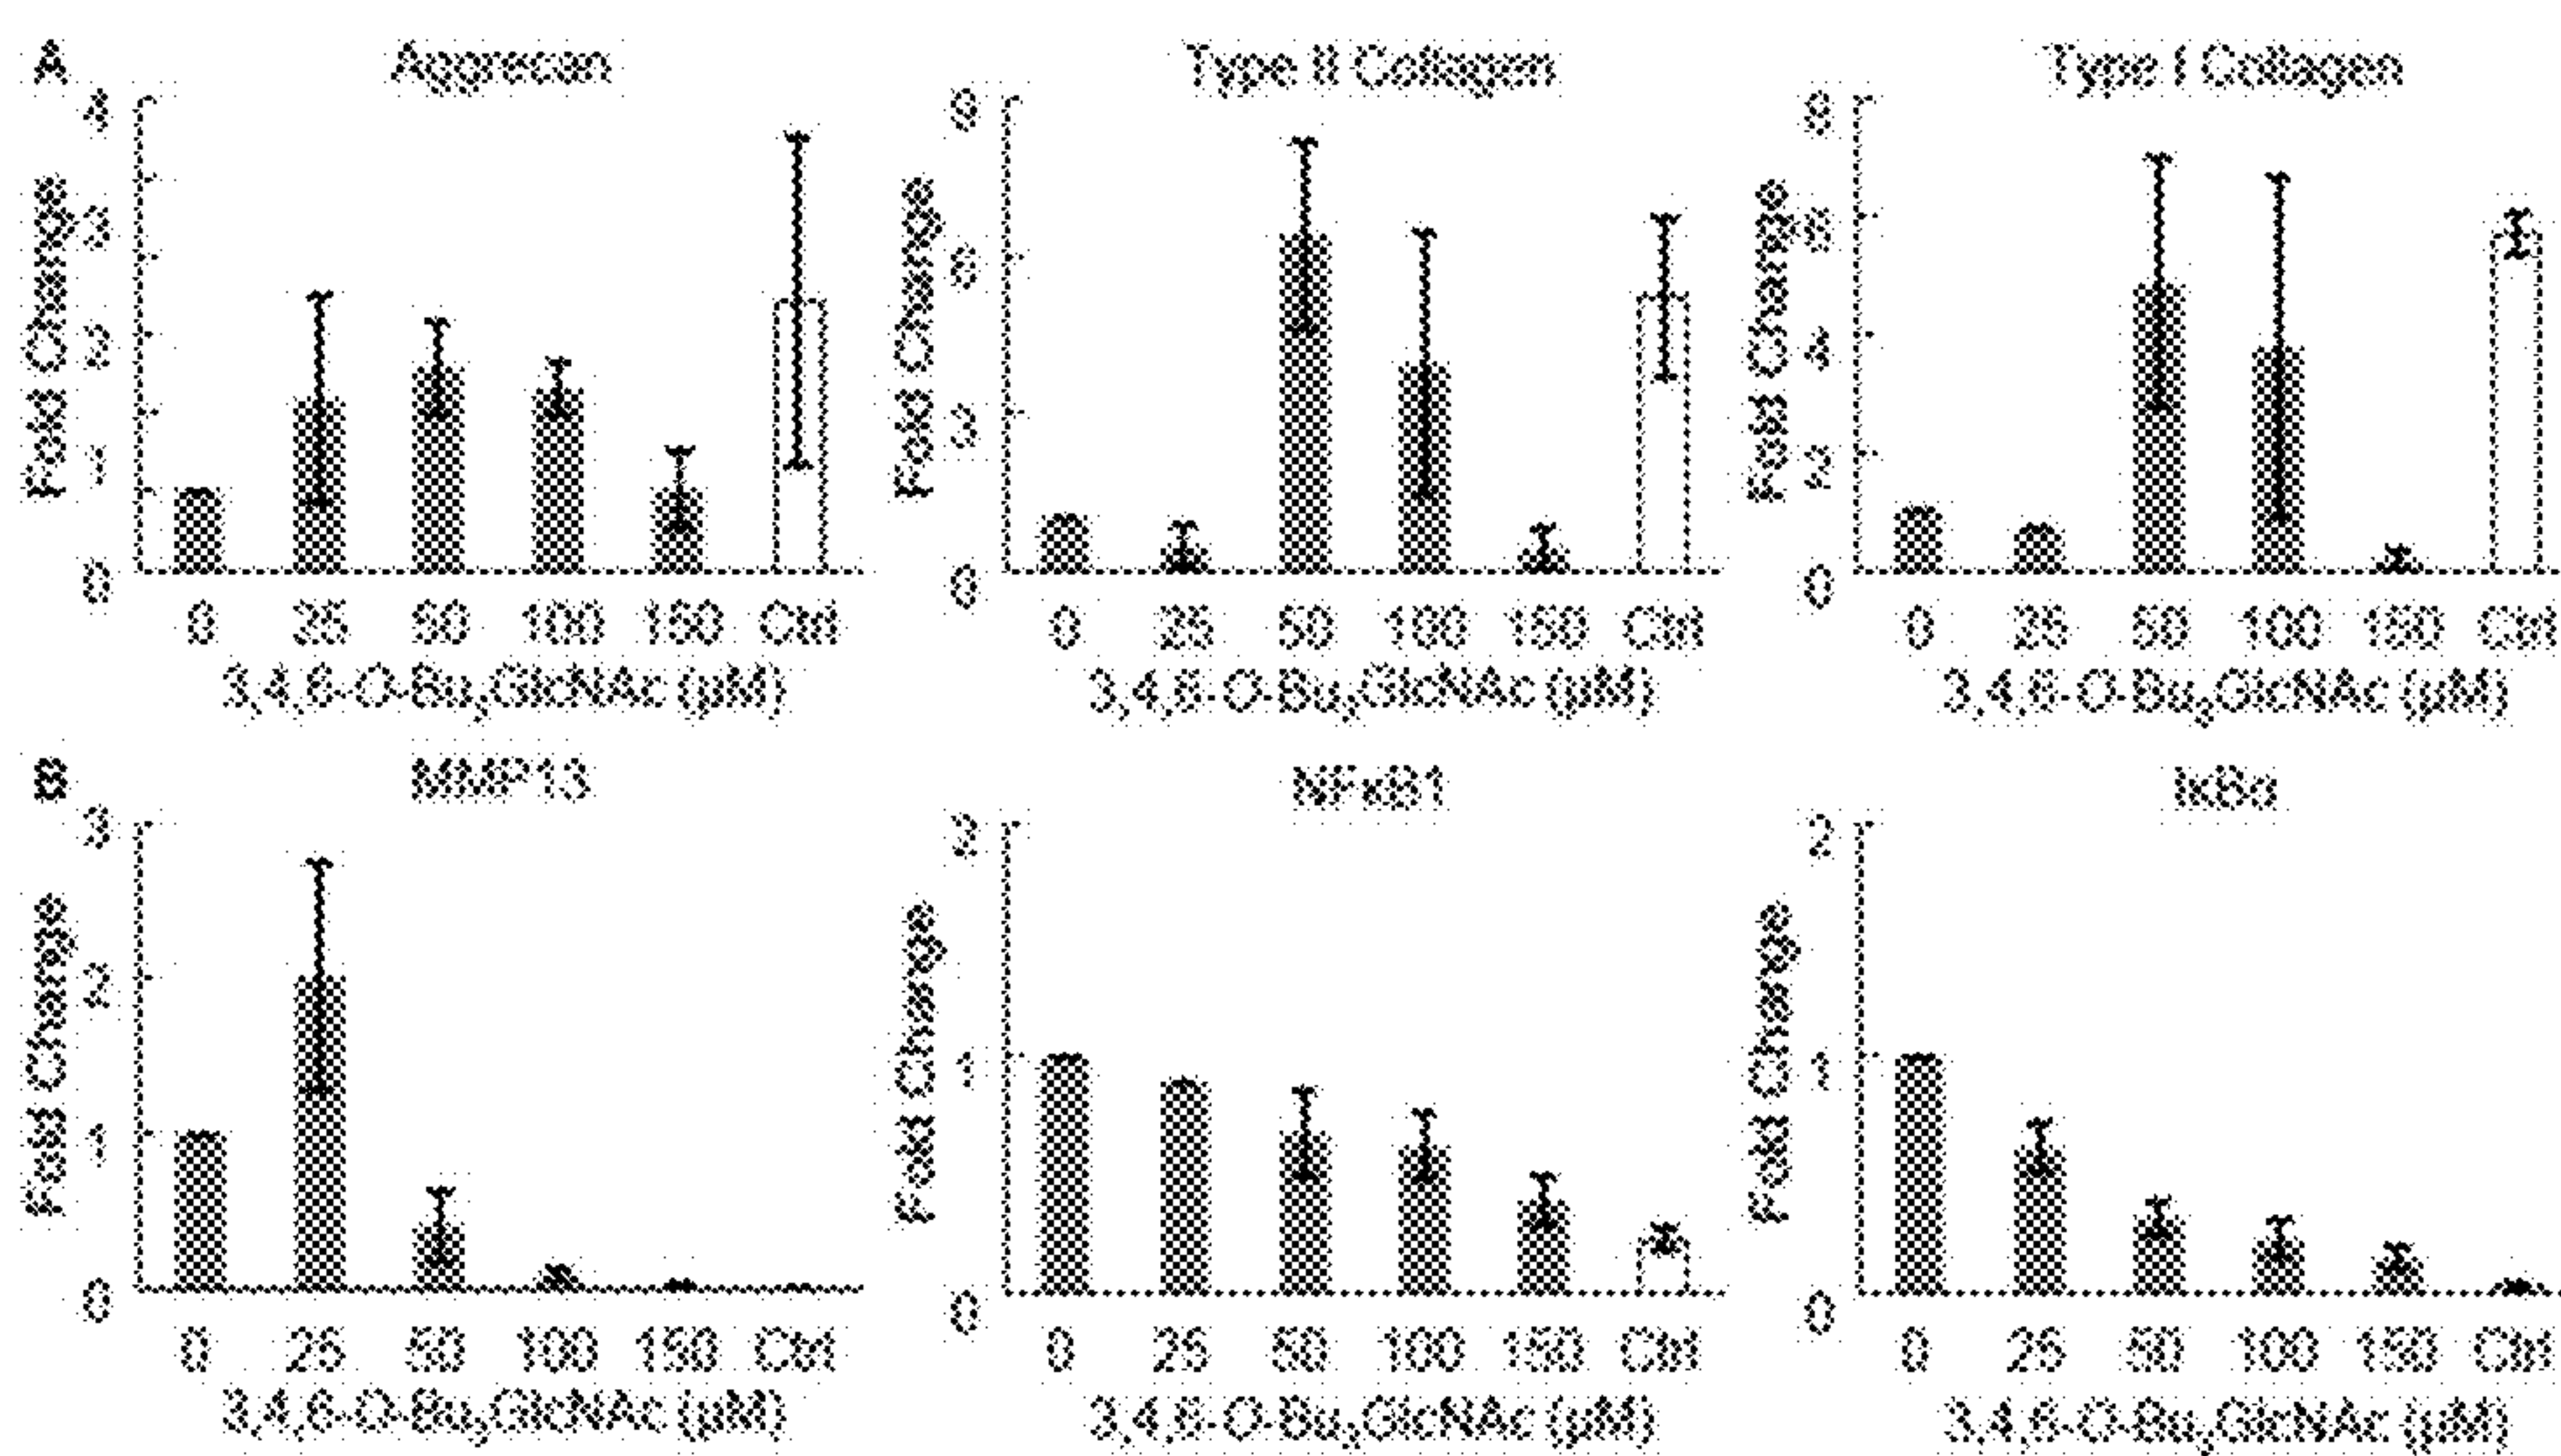 A Aggrecan Type II Collagen Type I Collagen
4 9 8
3 6 6
2 3 4
1 0 2
0 0
Fold Change Fold Change Fold Change
0 25 50 100 150 Ctrl 0 25 50 100 150 Ctrl 0 25 50 100 150 Ctrl
3,4,6-O-Bu₃GlcNAc (µM) 3,4,6-O-Bu₃GlcNAc (µM) 3,4,6-O-Bu₃GlcNAc (µM)
B MMP13 NFκB1 IκBα
3 2 2
2 1 1
1 0 0
0
Fold Change Fold Change Fold Change
0 25 50 100 150 Ctrl 0 25 50 100 150 Ctrl 0 25 50 100 150 Ctrl
3,4,6-O-Bu₃GlcNAc (µM) 3,4,6-O-Bu₃GlcNAc (µM) 3,4,6-O-Bu₃GlcNAc (µM)